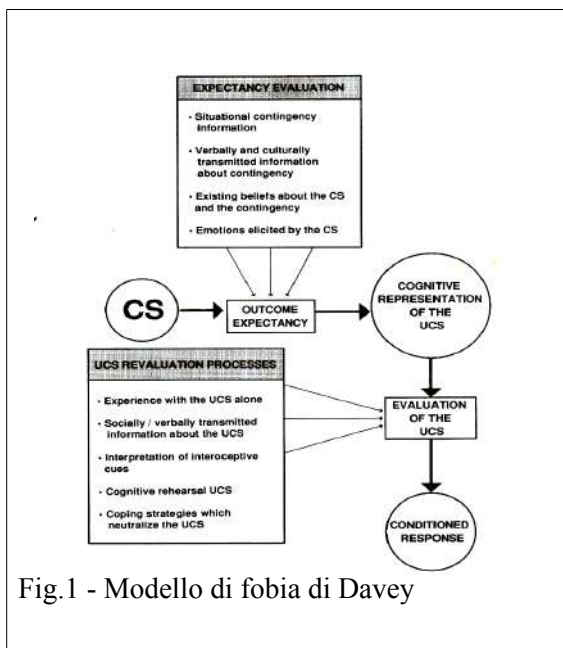 EXPECTANCY EVALUATION
· Situational contingency
information
· Verbally and culturally
transmitted information
about contingency
· Existing beliefs about the CS
and the contingency
· Emotions elicited by the CS
CS
OUTCOME
EXPECTANCY
COGNITIVE
REPRESENTATION
OF THE
UCS
UCS REVALUATION PROCESSES
· Experience with the UCS alone
· Socially / verbally transmitted
information about the UCS
· Interpretation of interoceptive
cues
· Cognitive rehearsal UCS
· Coping strategies which
neutralize the UCS
EVALUATION
OF THE
UCS
CONDITIONED
RESPONSE
Fig.1 - Modello di fobia di Davey